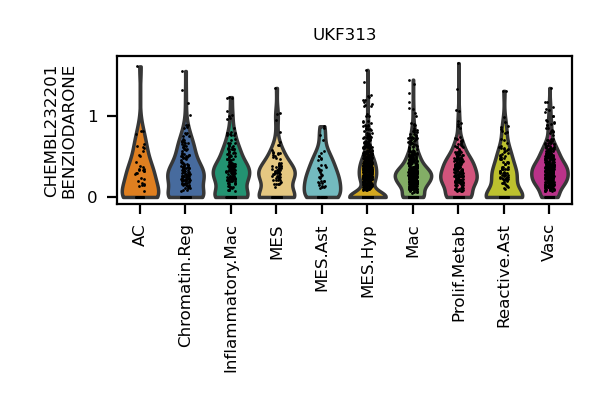 UKF313
CHEMBL232201
BENZIODARONE
1
0
AC
Chromatin.Reg
Inflammatory.Mac
MES
MES.Ast
MES.Hyp
Mac
Prolif.Metab
Reactive.Ast
Vasc